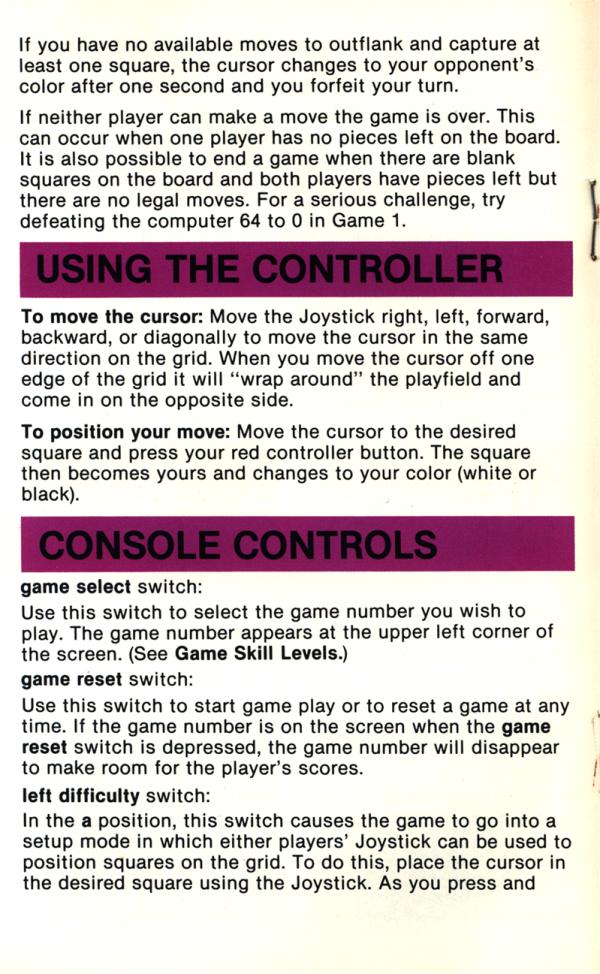 If you have no available moves to outflank and capture at
least one square, the cursor changes to your opponent's
color after one second and you forfeit your turn.
If neither player can make a move the game is over. This
can occur when one player has no pieces left on the board.
It is also possible to end a game when there are blank
squares on the board and both players have pieces left but
there are no legal moves. For a serious challenge, try
defeating the computer 64 to 0 in Game 1.
USING THE CONTROLLER
To move the cursor: Move the Joystick right, left, forward,
backward, or diagonally to move the cursor in the same
direction on the grid. When you move the cursor off one
edge of the grid it will "wrap around" the playfield and
come in on the opposite side.
To position your move: Move the cursor to the desired
square and press your red controller button. The square
then becomes yours and changes to your color (white or
black).
CONSOLE CONTROLS
game select switch:
Use this switch to select the game number you wish to
play. The game number appears at the upper left corner of
the screen. (See Game Skill Levels.)
game reset switch:
Use this switch to start game play or to reset a game at any
time. If the game number is on the screen when the game
reset switch is depressed, the game number will disappear
to make room for the player's scores.
left difficulty switch:
In the a position, this switch causes the game to go into a
setup mode in which either players' Joystick can be used to
position squares on the grid. To do this, place the cursor in
the desired square using the Joystick. As you press and